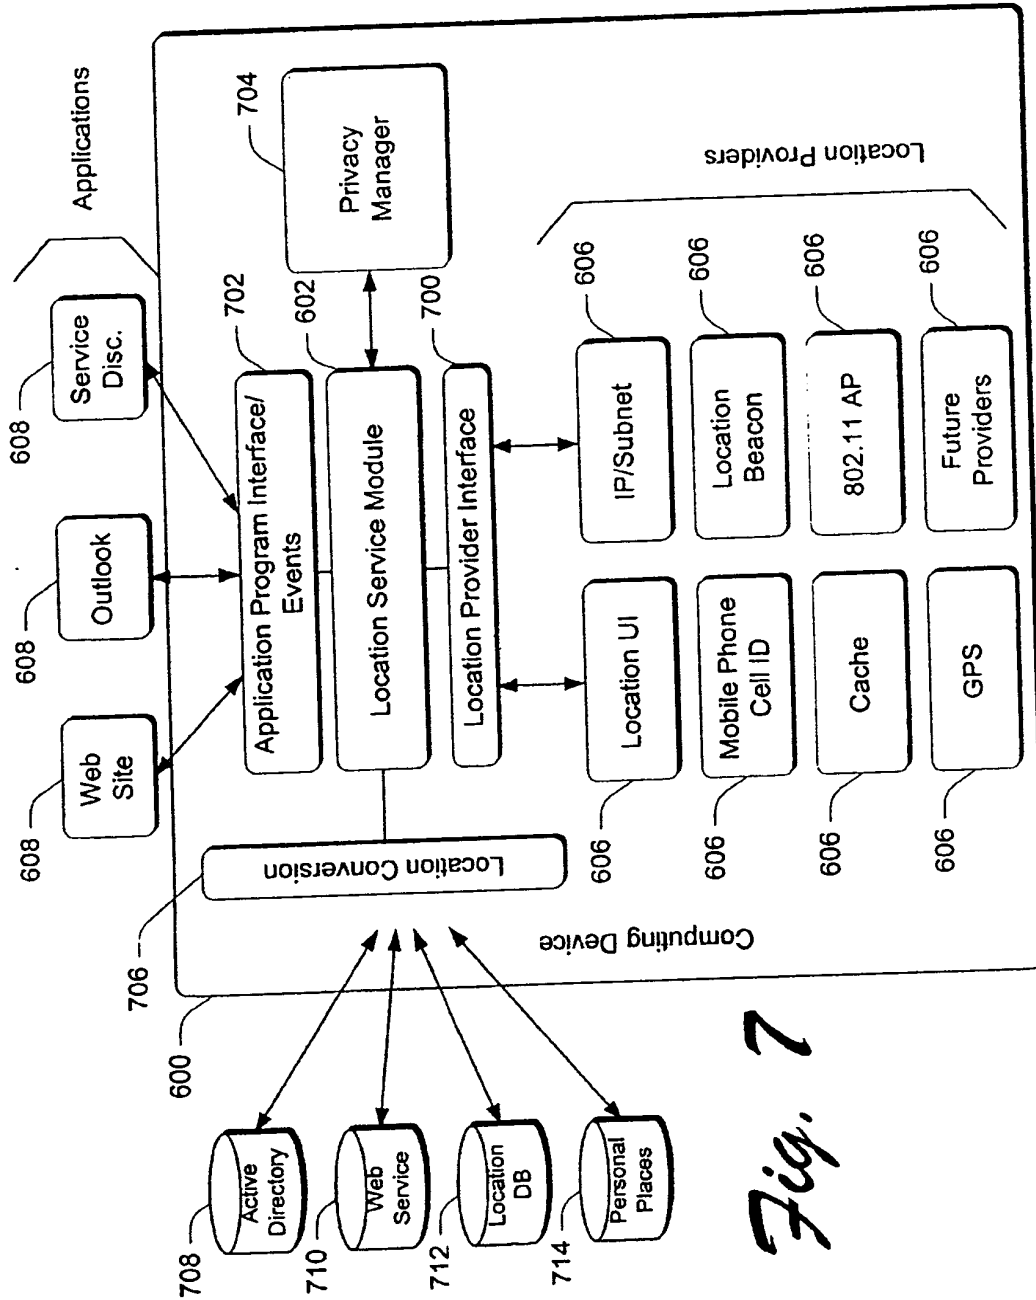 Applications
608
608
608
Web
Site
Outlook
Service
Disc.
702
Application Program Interface/
Events
602
Location Service Module
704
Privacy
Manager
700
Location Provider Interface
706
Location Conversion
600
Computing Device
708
Active
Directory
710
Web
Service
712
Location
DB
714
Personal
Places
606
Location UI
606
IP/Subnet
606
Mobile Phone
Cell ID
606
Location
Beacon
606
Cache
606
802.11 AP
606
GPS
606
Future
Providers
Location Providers
Fig. 7